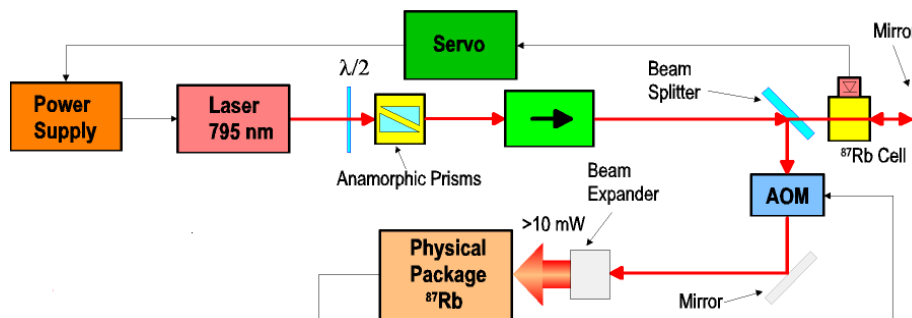 Servo
Mirror
λ/2
Beam
Splitter
Power
Supply
Laser
795 nm
Anamorphic Prisms
⁸⁷Rb Cell
Beam
Expander
AOM
>10 mW
Physical
Package
⁸⁷Rb
Mirror